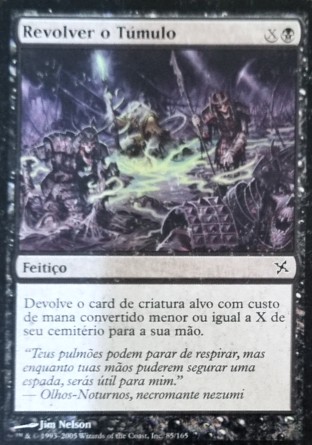 Revolver o Túmulo X
Feitiço
Devolve o card de criatura alvo com custo
de mana convertido menor ou igual a X de
seu cemitério para a sua mão.
"Teus pulmões podem parar de respirar, mas
enquanto tuas mãos puderem segurar uma
espada, serás útil para mim."
— Olhos-Noturnos, necromante nezumi
Jim Nelson
™ & © 1993-2005 Wizards of the Coast, Inc. 85/165